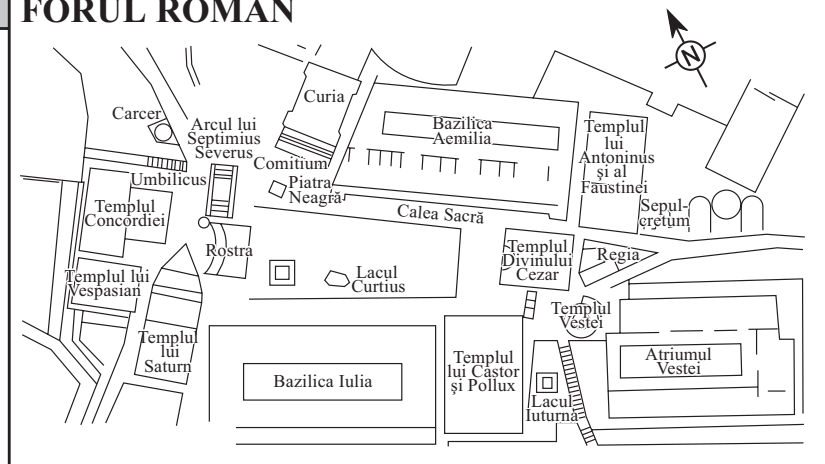 FORUL ROMAN
N
Carcer
Curia
Arcul lui
Septimius
Severus
Bazilica
Aemilia
Templul
lui
Antoninus
şi al
Faustinei
Comitium
Umbilicus
Piatra
Neagră
Templul
Concordiei
Calea Sacră
Sepul-
cretum
Rostra
Templul
Divinului
Cezar
Regia
Templul lui
Vespasian
Lacul
Curtius
Templul
Vestei
Templul
lui
Saturn
Bazilica Iulia
Templul
lui Castor
şi Pollux
Atriumul
Vestei
Lacul
Iuturna